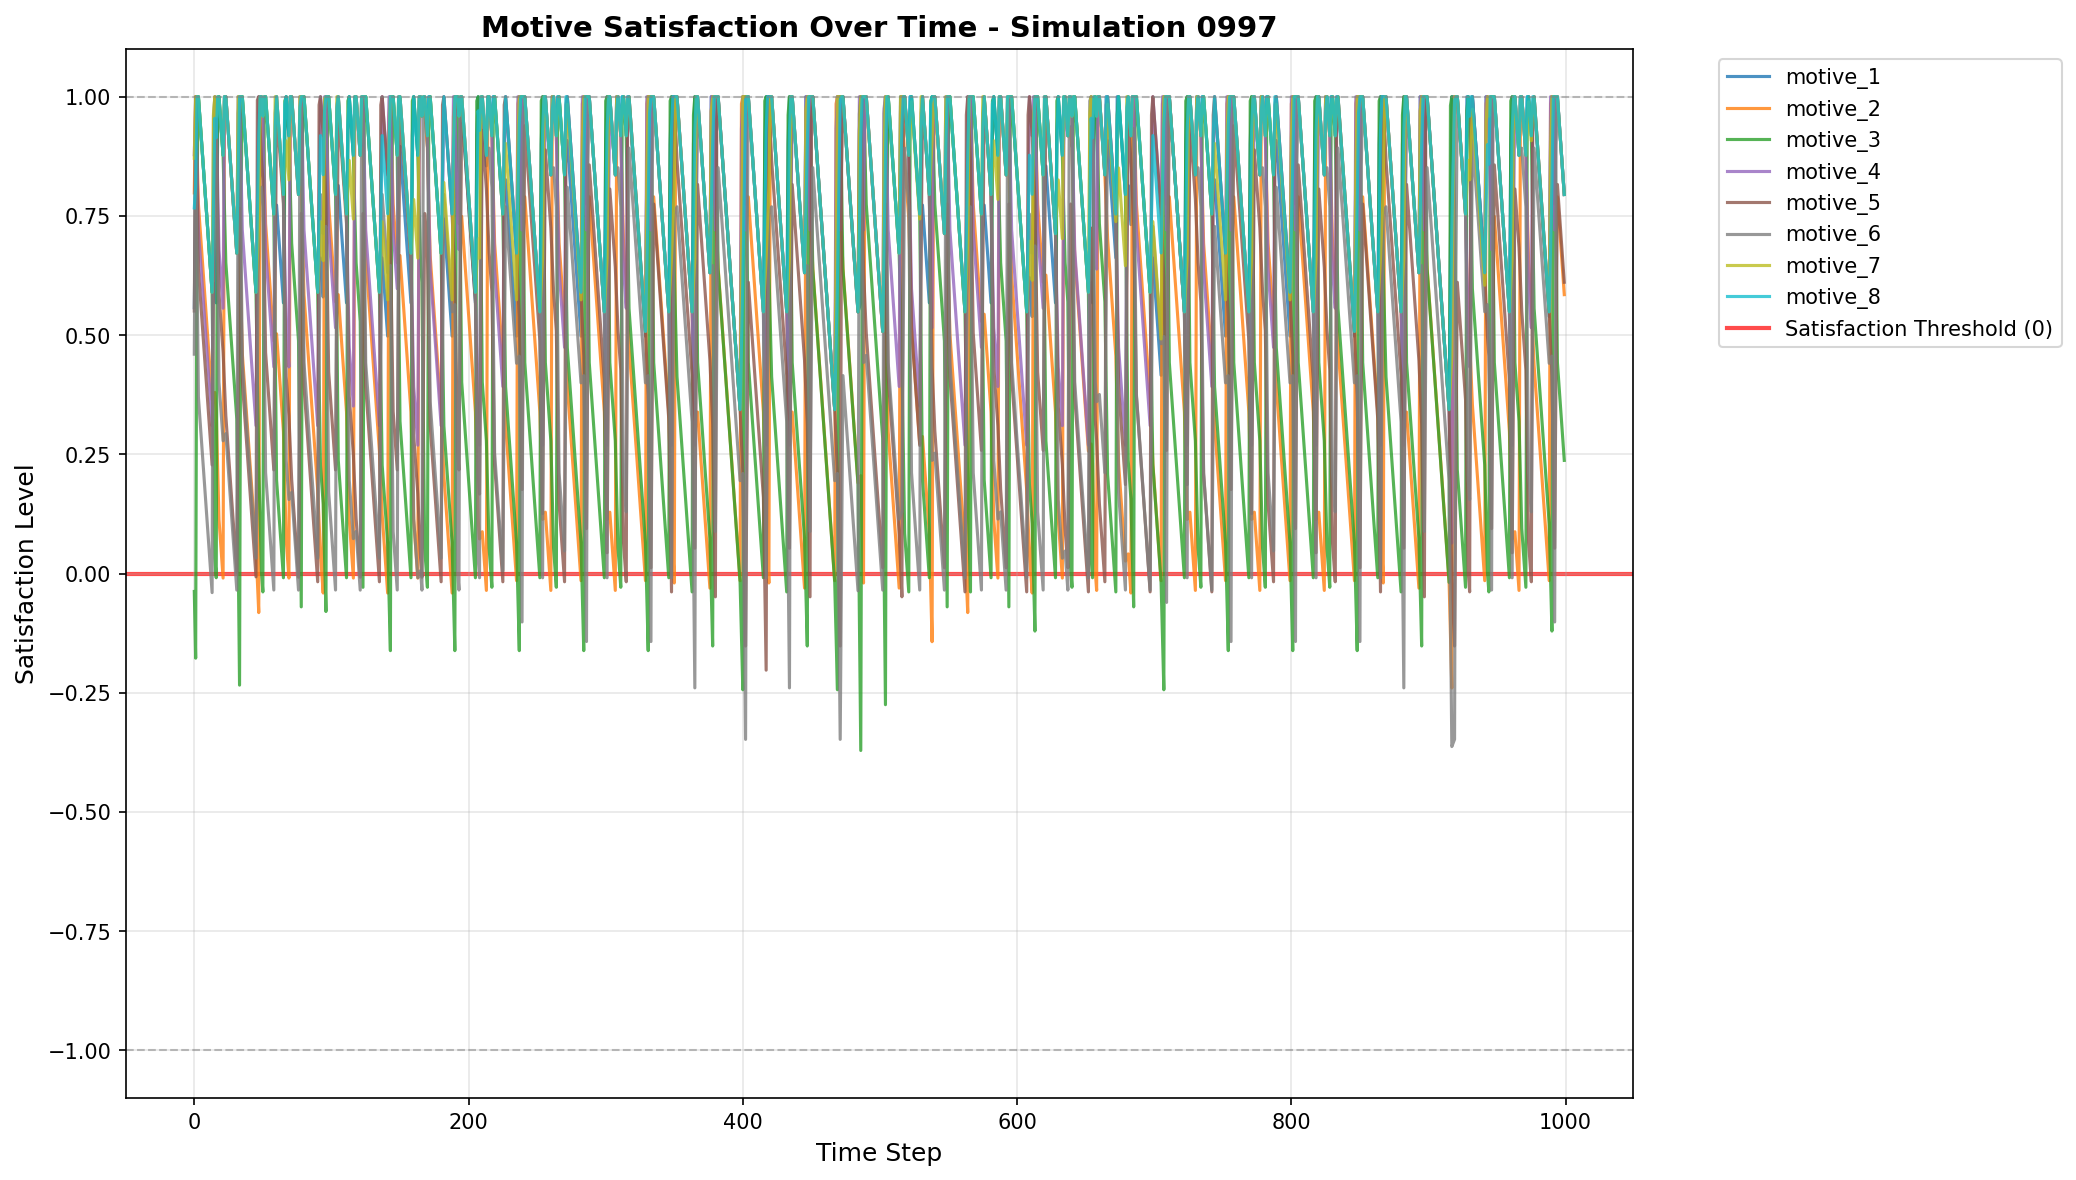 Motive Satisfaction Over Time - Simulation 0997
Satisfaction Level
1.00
0.75
0.50
0.25
0.00
−0.25
−0.50
−0.75
−1.00
0
200
400
600
800
1000
Time Step
motive_1
motive_2
motive_3
motive_4
motive_5
motive_6
motive_7
motive_8
Satisfaction Threshold (0)